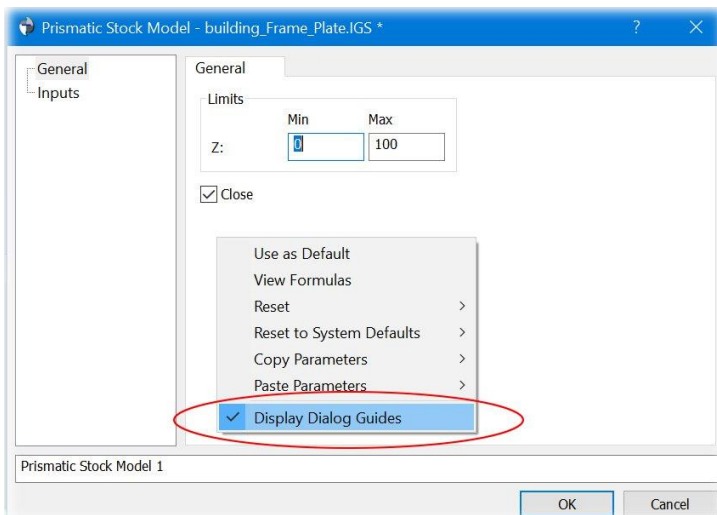 Prismatic Stock Model - building_Frame_Plate.IGS *
?
General
Inputs
General
Limits
Min Max
Z: 0 100
Close
Use as Default
View Formulas
Reset
Reset to System Defaults
Copy Parameters
Paste Parameters
Display Dialog Guides
Prismatic Stock Model 1
OK Cancel